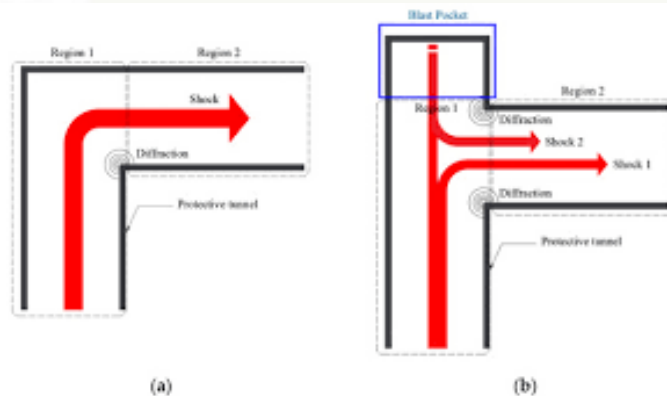 Region 1
Region 2
Shock
Diffraction
Protective tunnel
(a)
Blast Pocket
Region 1
Region 2
Diffraction
Shock 2
Shock 1
Diffraction
Protective tunnel
(b)